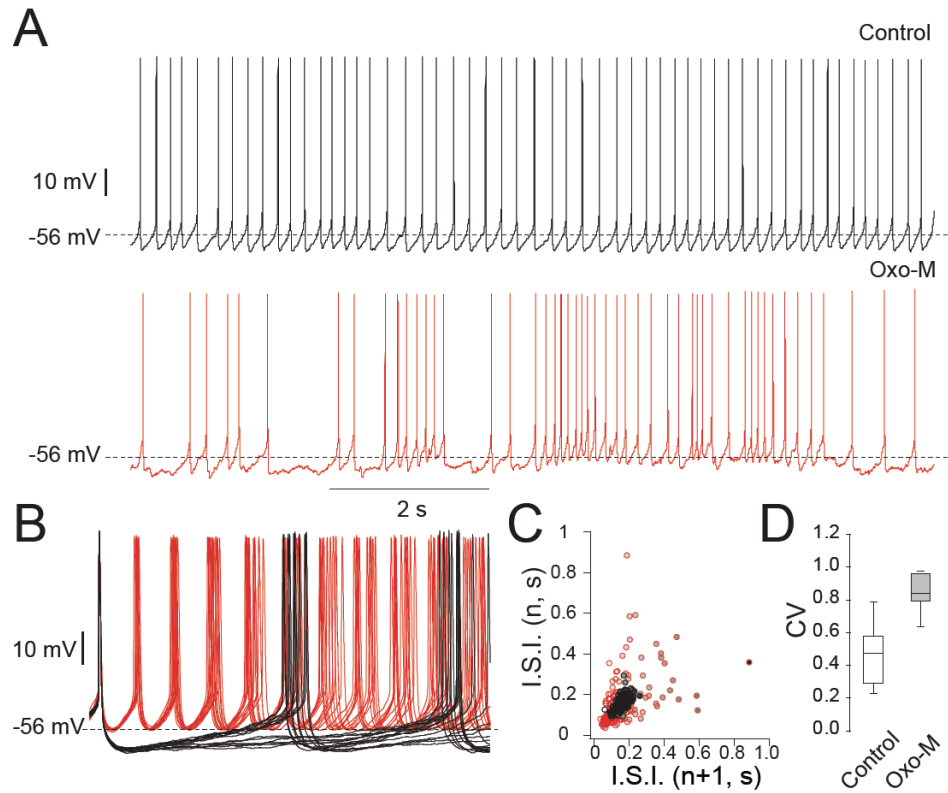 A
Control
10 mV
-56 mV
Oxo-M
-56 mV
2 s
B
10 mV
-56 mV
C
I.S.I. (n, s)
1
0.8
0.6
0.4
0.2
0
0 0.2 0.4 0.6 0.8 1.0
I.S.I. (n+1, s)
D
CV
1.2
1.0
0.8
0.6
0.4
0.2
0.0
Control
Oxo-M